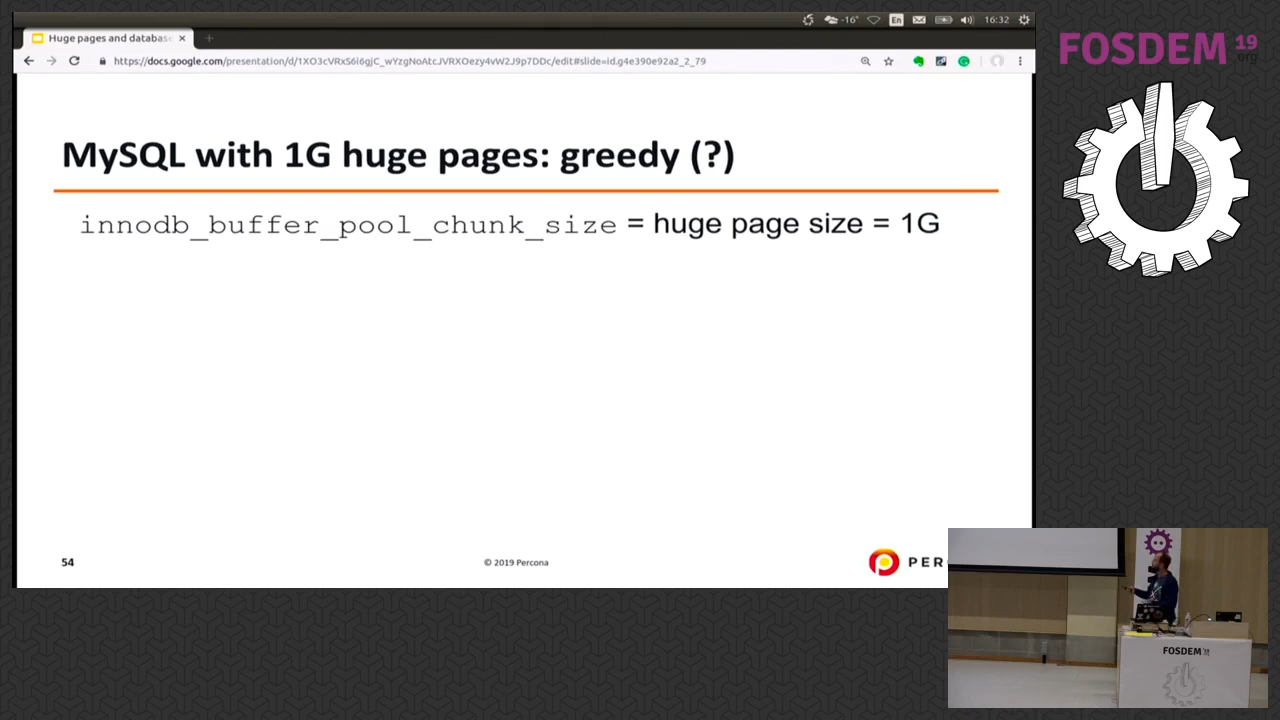 -16° En 16:32
Huge pages and database
https://docs.google.com/presentation/d/1XO3cVRxS6i6gjC_wYzgNoAtcJVRXOezy4vW2J9p7DDc/edit#slide=id.g4e390e92a2_2_79
FOSDEM 19
.org
MySQL with 1G huge pages: greedy (?)
innodb_buffer_pool_chunk_size = huge page size = 1G
54
© 2019 Percona
PER
FOSDEM'19